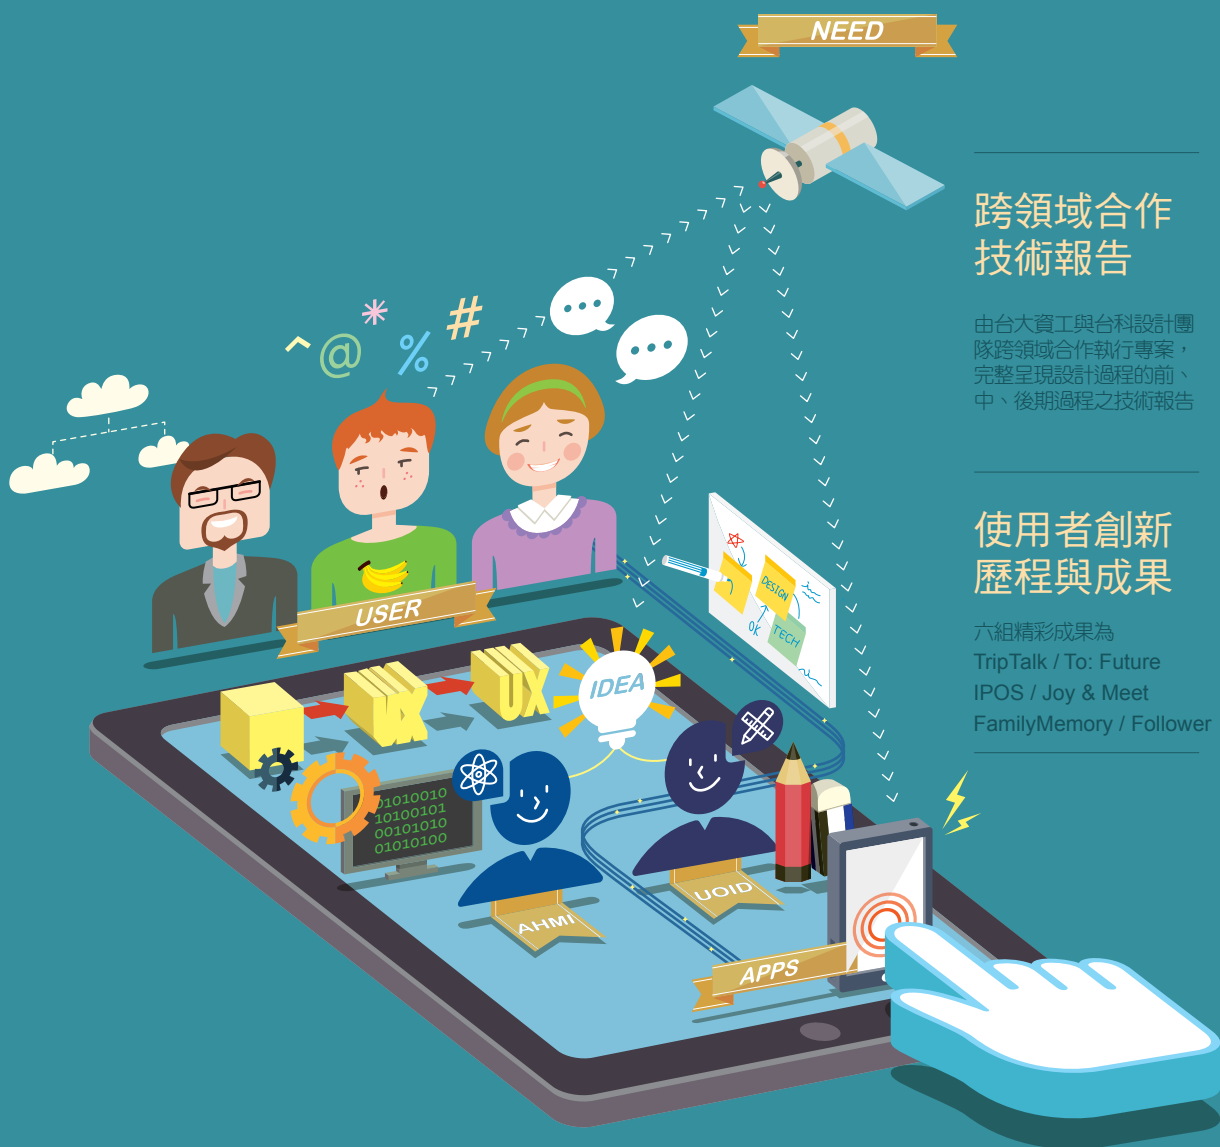 NEED
跨領域合作
技術報告
由台大資工與台科設計團
隊跨領域合作執行專案，
完整呈現設計過程的前、
中、後期過程之技術報告
^@*%#
使用者創新
歷程與成果
六組精彩成果為
TripTalk / To: Future
IPOS / Joy & Meet
FamilyMemory / Follower
USER
DESIGN
OK
TECH
UX
UX
IDEA
01010010
10100101
00101010
01010100
UOID
AHMI
APPS